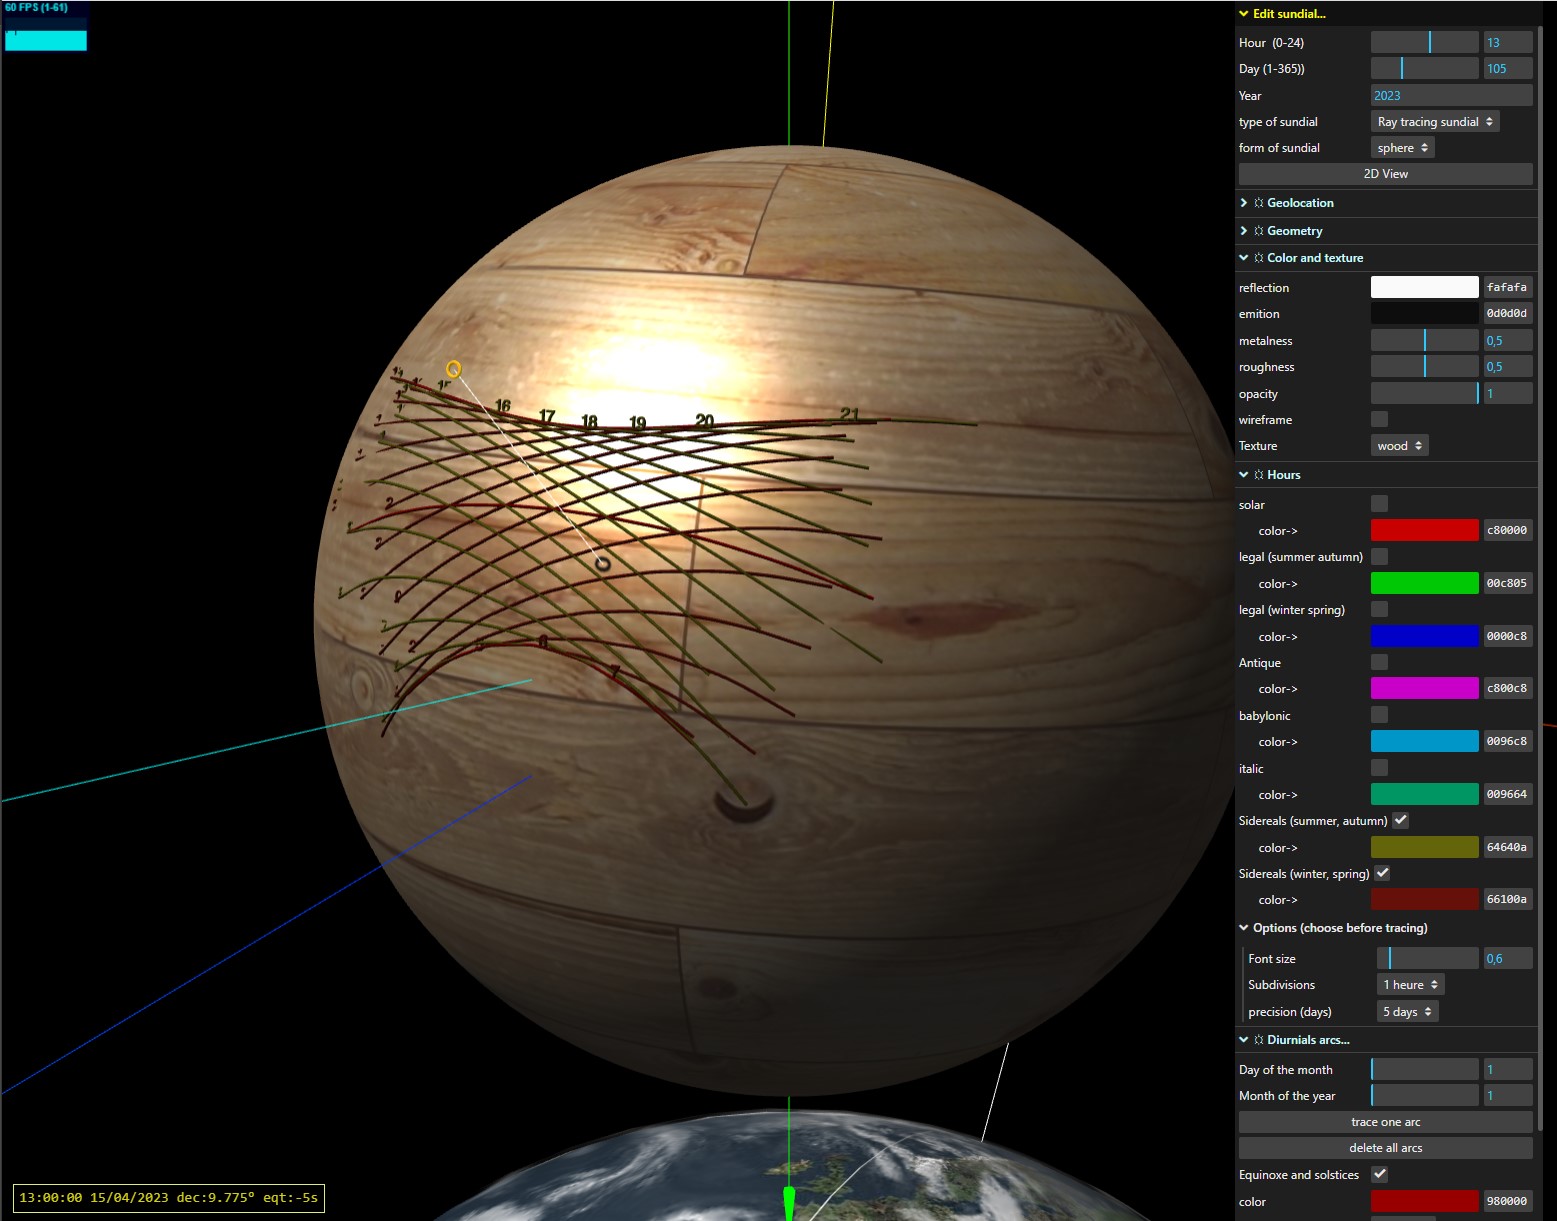 60 FPS (1-61)
Edit sundial...
Hour (0-24) 13
Day (1-365)) 105
Year 2023
type of sundial Ray tracing sundial
form of sundial sphere
2D View
Geolocation
Geometry
Color and texture
reflection fafafa
emition 0d0d0d
metalness 0,5
roughness 0,5
opacity 1
wireframe
Texture wood
Hours
solar
color-> c80000
legal (summer autumn)
color-> 00c805
legal (winter spring)
color-> 0000c8
Antique
color-> c800c8
babylonic
color-> 0096c8
italic
color-> 009664
Sidereals (summer, autumn)
color-> 64640a
Sidereals (winter, spring)
color-> 66100a
Options (choose before tracing)
Font size 0,6
Subdivisions 1 heure
precision (days) 5 days
Diurnials arcs...
Day of the month 1
Month of the year 1
trace one arc
delete all arcs
Equinoxe and solstices
color 980000
16 17 18 19 20 21
2
2
6
7
13:00:00 15/04/2023 dec:9.775° eqt:-5s